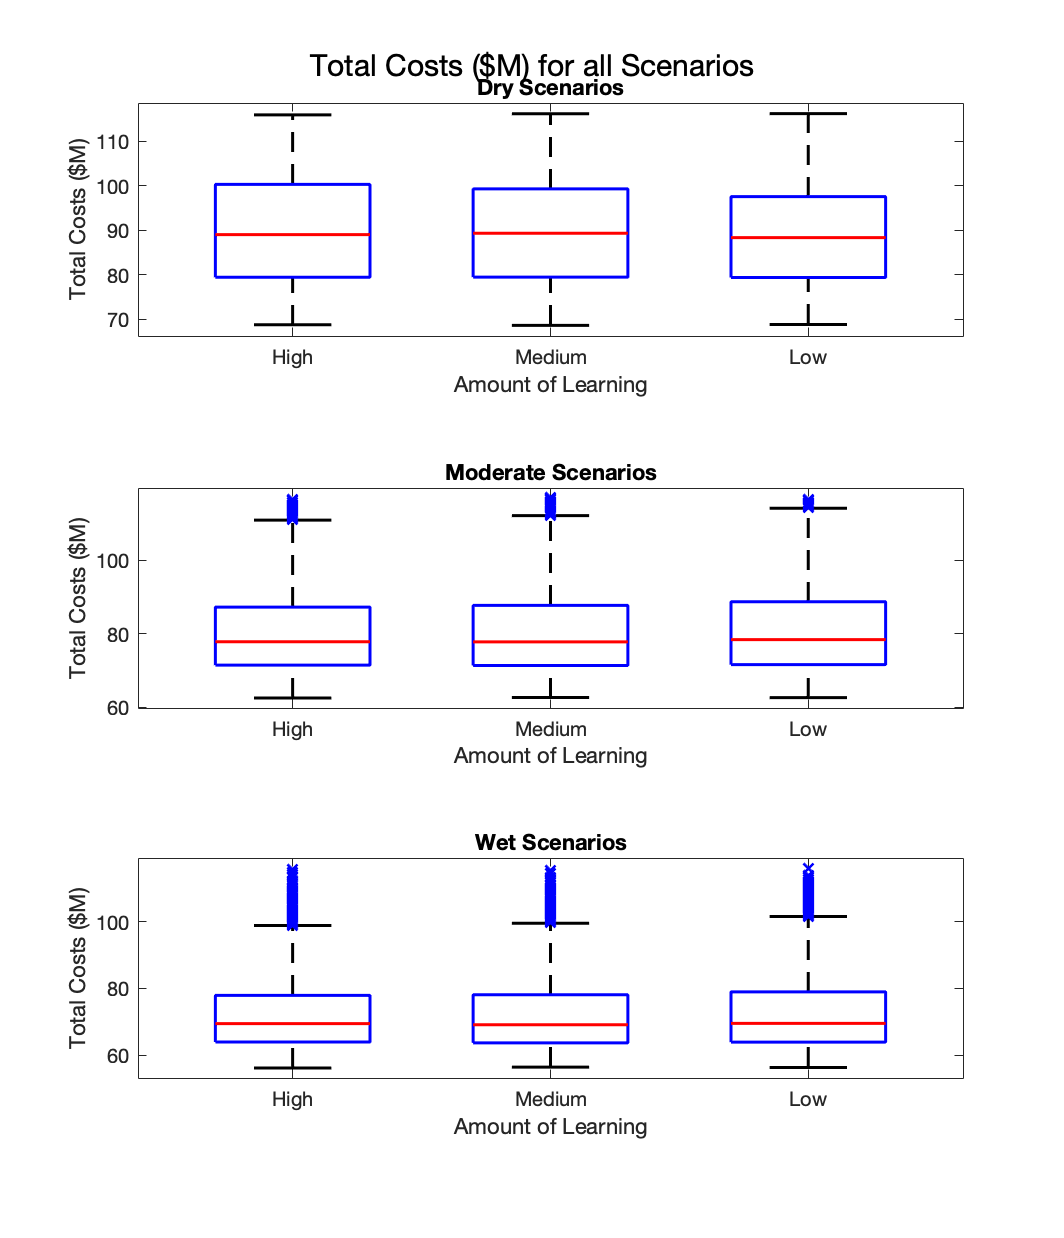 Total Costs ($M) for all Scenarios
Dry Scenarios
Total Costs ($M)
110
100
90
80
70
High Medium Low
Amount of Learning
Moderate Scenarios
Total Costs ($M)
100
80
60
High Medium Low
Amount of Learning
Wet Scenarios
Total Costs ($M)
100
80
60
High Medium Low
Amount of Learning